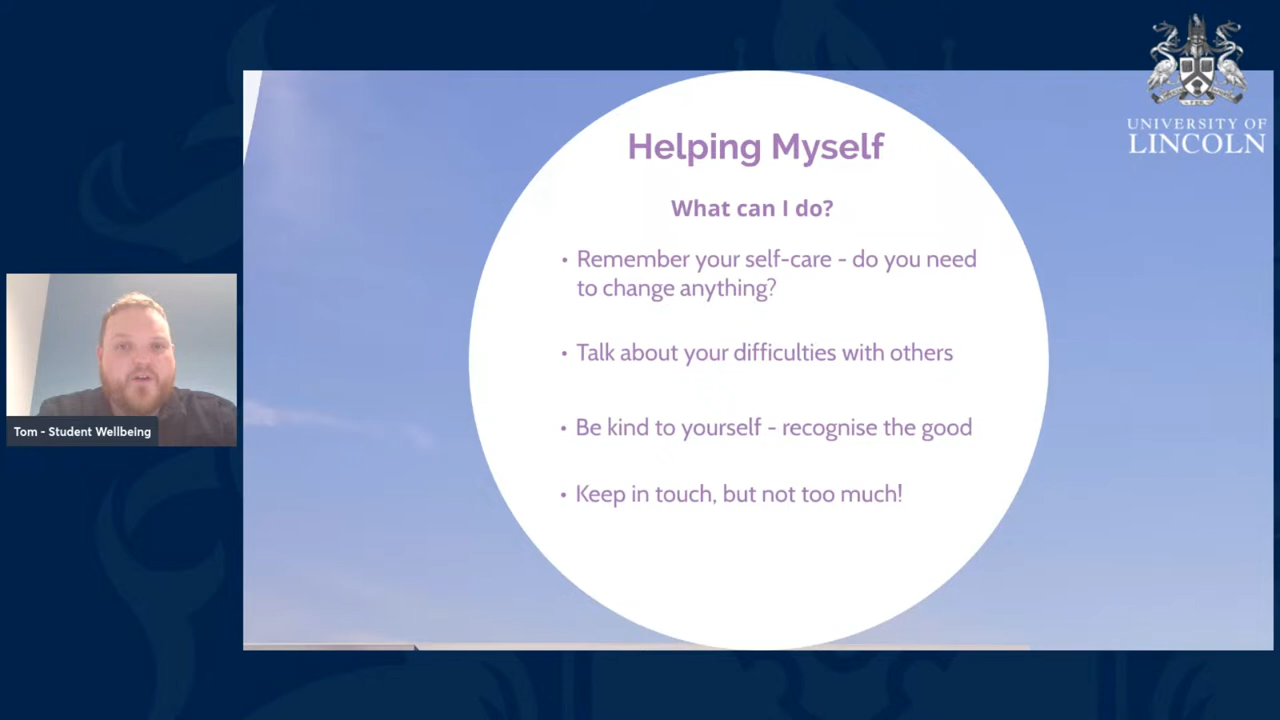 UNIVERSITY OF
LINCOLN
Helping Myself
What can I do?
• Remember your self-care - do you need
to change anything?
• Talk about your difficulties with others
• Be kind to yourself - recognise the good
• Keep in touch, but not too much!
Tom - Student Wellbeing